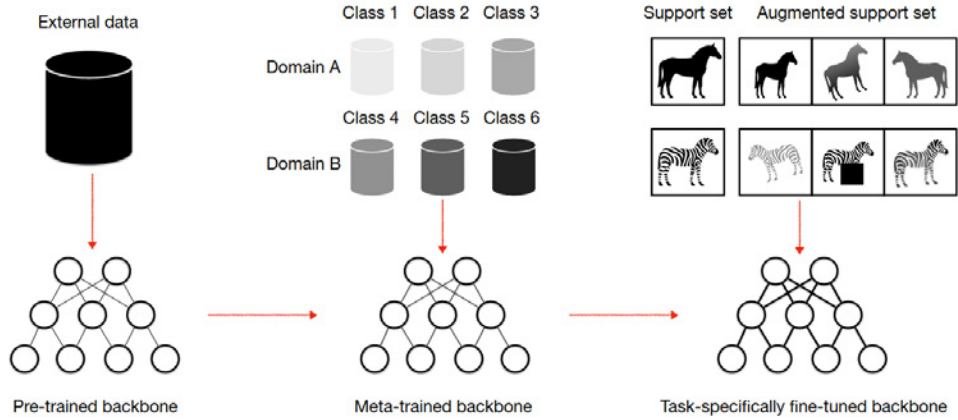 External data
Class 1 Class 2 Class 3
Domain A
Class 4 Class 5 Class 6
Domain B
Support set Augmented support set
Pre-trained backbone
Meta-trained backbone
Task-specifically fine-tuned backbone